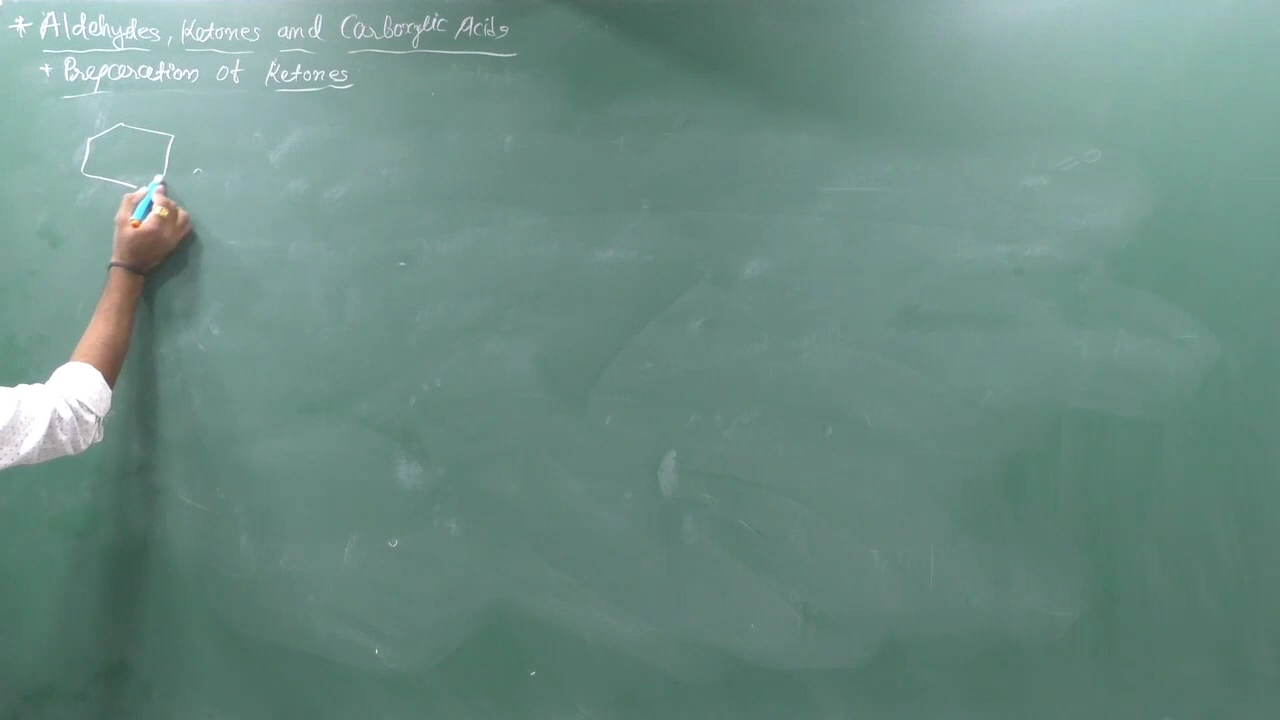 * Aldehydes, Ketones and Carboxylic Acids
+ Preparation of Ketones